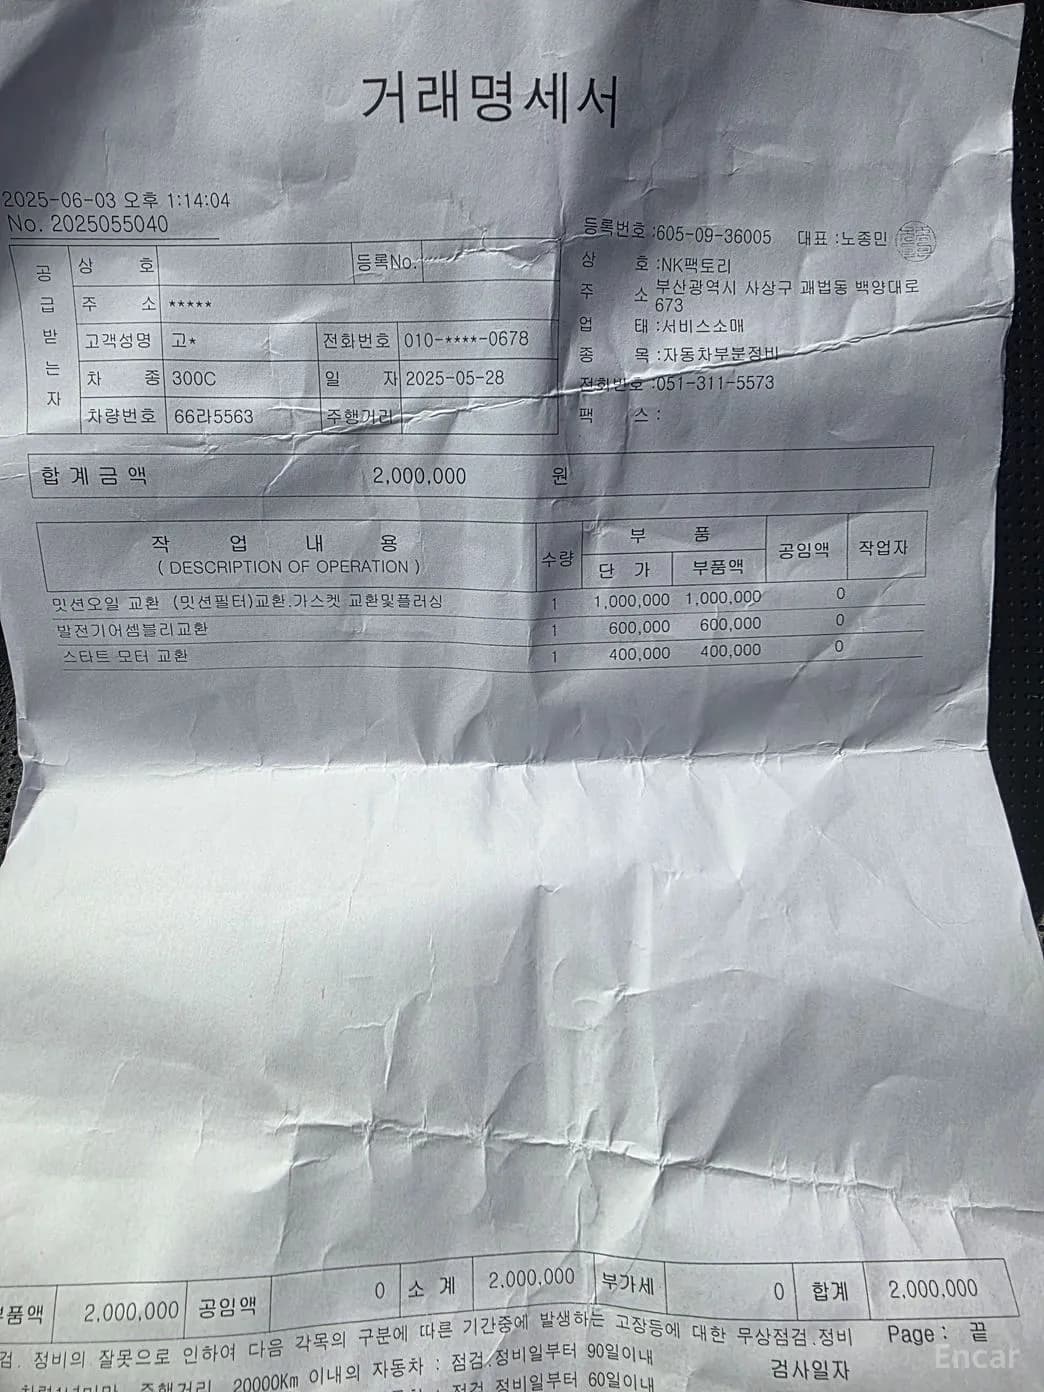 거래명세서
2025-06-03 오후 1:14:04
No. 2025055040
등록번호 :605-09-36005 대표 :노종민
상 호 :NK팩토리
주 소 부산광역시 사상구 괘법동 백양대로 673
업 태 :서비스소매
종 목 :자동차부분정비
전화번호 :051-311-5573
팩 스 :
공급받는자
상 호 등록No.
주 소 *****
고객성명 고* 전화번호 010-****-0678
차 종 300C 일 자 2025-05-28
차량번호 66라5563 주행거리
합계금액 2,000,000 원
작 업 내 용 수량 부 품 공임액 작업자
( DESCRIPTION OF OPERATION ) 단 가 부품액
밋션오일 교환 (밋션필터)교환.가스켓 교환및플러싱 1 1,000,000 1,000,000 0
발전기어셈블리교환 1 600,000 600,000 0
스타트 모터 교환 1 400,000 400,000 0
부품액 2,000,000 공임액 0 소 계 2,000,000 부가세 0 합계 2,000,000
검. 정비의 잘못으로 인하여 다음 각목의 구분에 따른 기간중에 발생하는 고장등에 대한 무상점검.정비 Page : 끝
주행거리 20000Km 이내의 자동차 : 점검.정비일부터 90일이내 검사일자
점검 정비일부터 60일이내
Encar